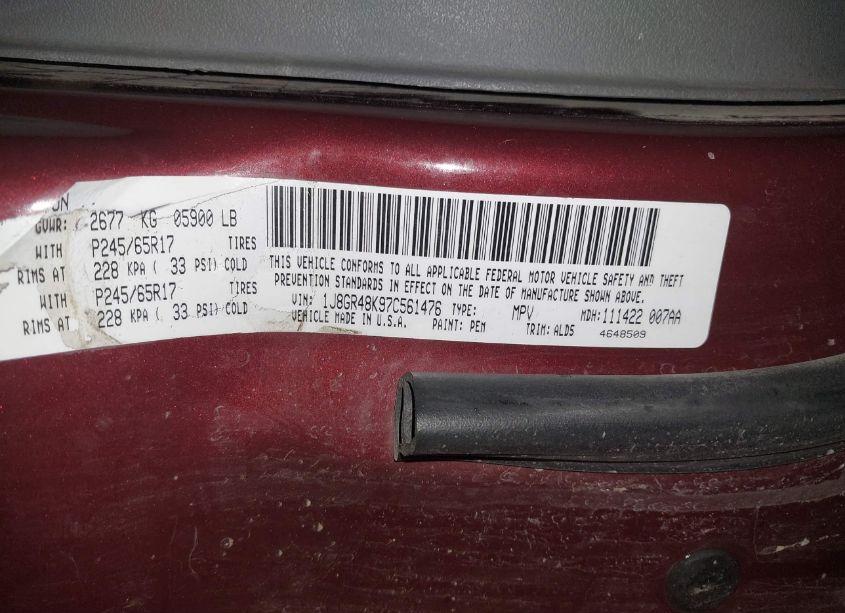 ON
GVWR: 2677 KG 05900 LB
WITH P245/65R17 TIRES
RIMS AT 228 KPA ( 33 PSI) COLD
WITH P245/65R17 TIRES
RIMS AT 228 KPA ( 33 PSI) COLD
THIS VEHICLE CONFORMS TO ALL APPLICABLE FEDERAL MOTOR VEHICLE SAFETY AND THEFT
PREVENTION STANDARDS IN EFFECT ON THE DATE OF MANUFACTURE SHOWN ABOVE.
VIN: 1J8GR48K97C561476 TYPE: MPV MDH: 111422 007AA
VEHICLE MADE IN U.S.A. PAINT: PEM TRIM: ALD5 4648509